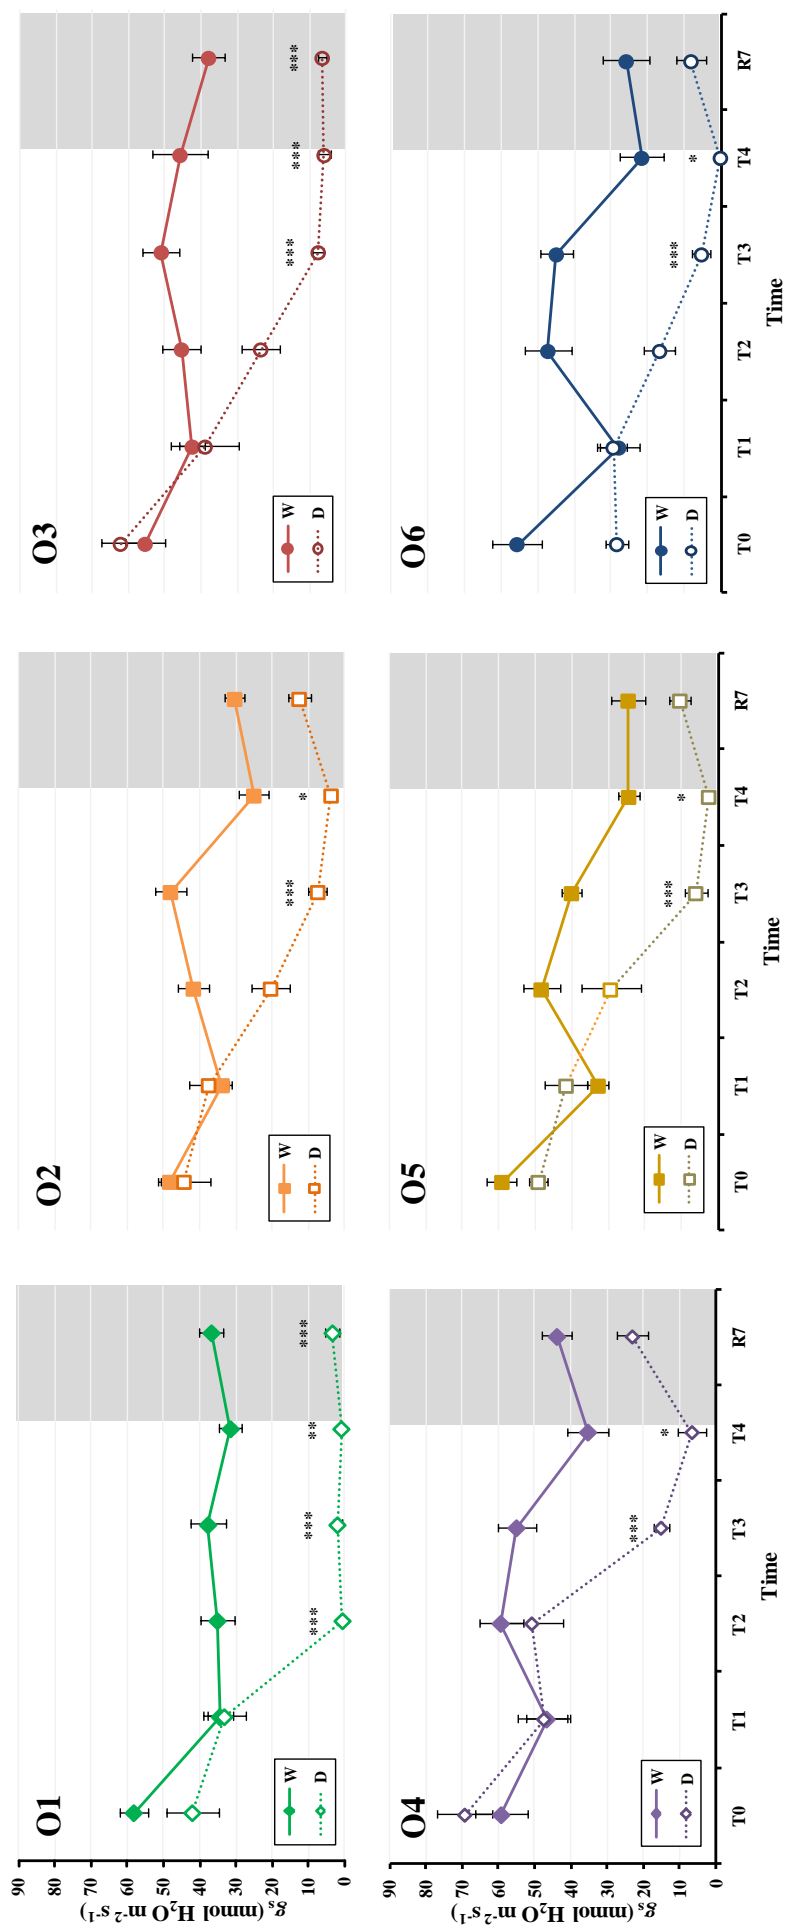 O1
90
80
70
60
50
40
30
20
10
0
gs (mmol H2O m-2 s-1)
W
D
***
***
**
***
O2
W
D
***
*
O3
W
D
***
***
***
O4
90
80
70
60
50
40
30
20
10
0
gs (mmol H2O m-2 s-1)
W
D
***
*
T0 T1 T2 T3 T4 R7
Time
O5
W
D
***
*
T0 T1 T2 T3 T4 R7
Time
O6
W
D
***
*
T0 T1 T2 T3 T4 R7
Time